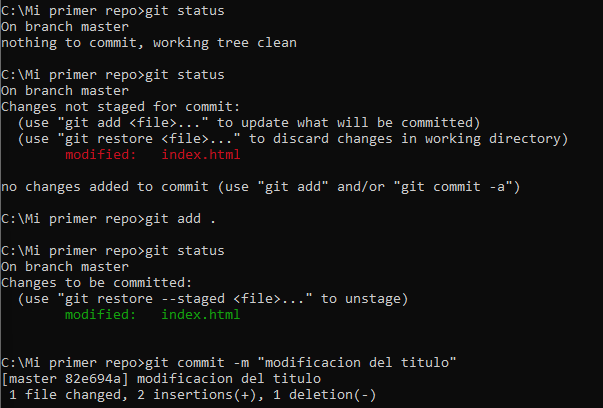 C:\Mi primer repo>git status
On branch master
nothing to commit, working tree clean
C:\Mi primer repo>git status
On branch master
Changes not staged for commit:
  (use "git add <file>..." to update what will be committed)
  (use "git restore <file>..." to discard changes in working directory)
        modified:   index.html
no changes added to commit (use "git add" and/or "git commit -a")
C:\Mi primer repo>git add .
C:\Mi primer repo>git status
On branch master
Changes to be committed:
  (use "git restore --staged <file>..." to unstage)
        modified:   index.html
C:\Mi primer repo>git commit -m "modificacion del titulo"
[master 82e694a] modificacion del titulo
 1 file changed, 2 insertions(+), 1 deletion(-)